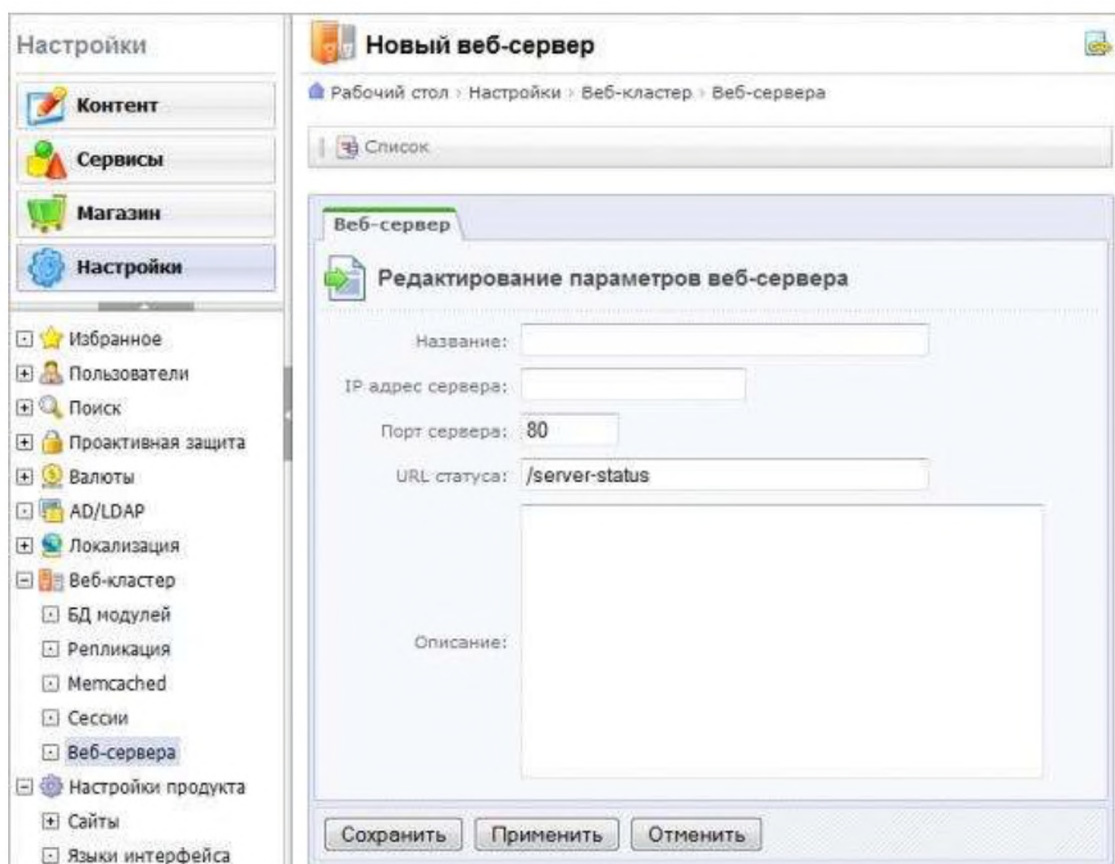 Настройки
Контент
Сервисы
Магазин
Настройки
Избранное
Пользователи
Поиск
Проактивная защита
Валюты
AD/LDAP
Локализация
Веб-кластер
БД модулей
Репликация
Memcached
Сессии
Веб-сервера
Настройки продукта
Сайты
Языки интерфейса
Новый веб-сервер
Рабочий стол › Настройки › Веб-кластер › Веб-сервера
Список
Веб-сервер
Редактирование параметров веб-сервера
Название:
IP адрес сервера:
Порт сервера: 80
URL статуса: /server-status
Описание:
Сохранить Применить Отменить